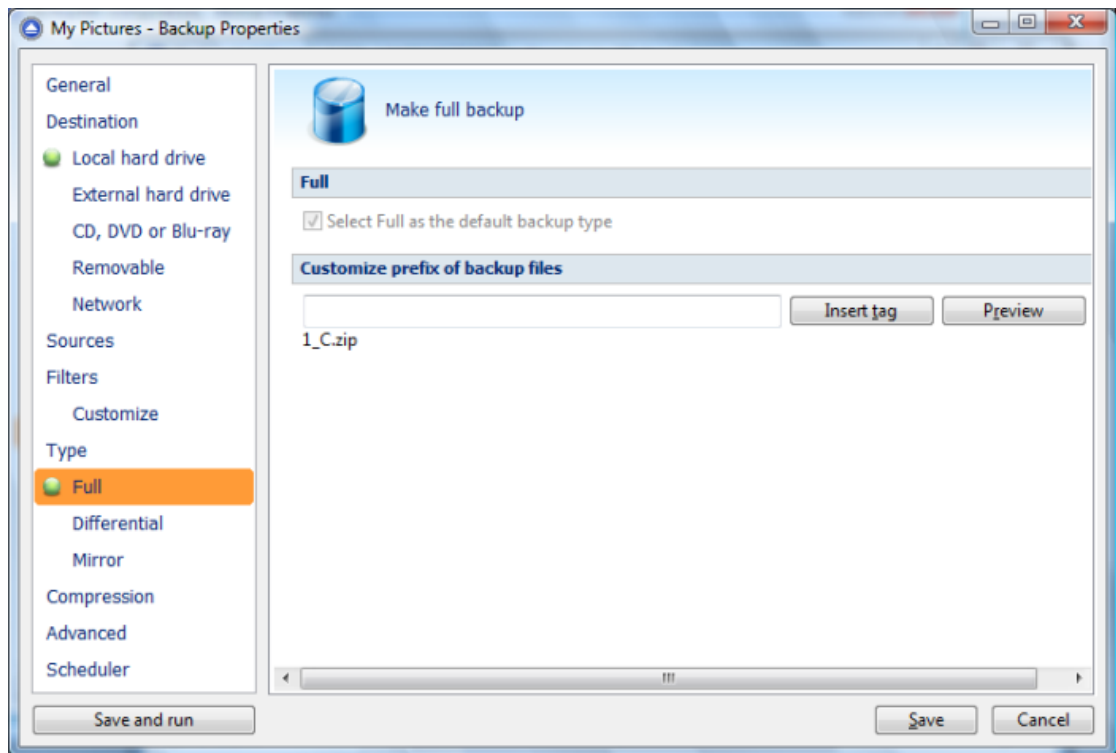 My Pictures - Backup Properties
General
Destination
Local hard drive
External hard drive
CD, DVD or Blu-ray
Removable
Network
Sources
Filters
Customize
Type
Full
Differential
Mirror
Compression
Advanced
Scheduler
Make full backup
Full
Select Full as the default backup type
Customize prefix of backup files
Insert tag
Preview
1_C.zip
Save and run
Save
Cancel